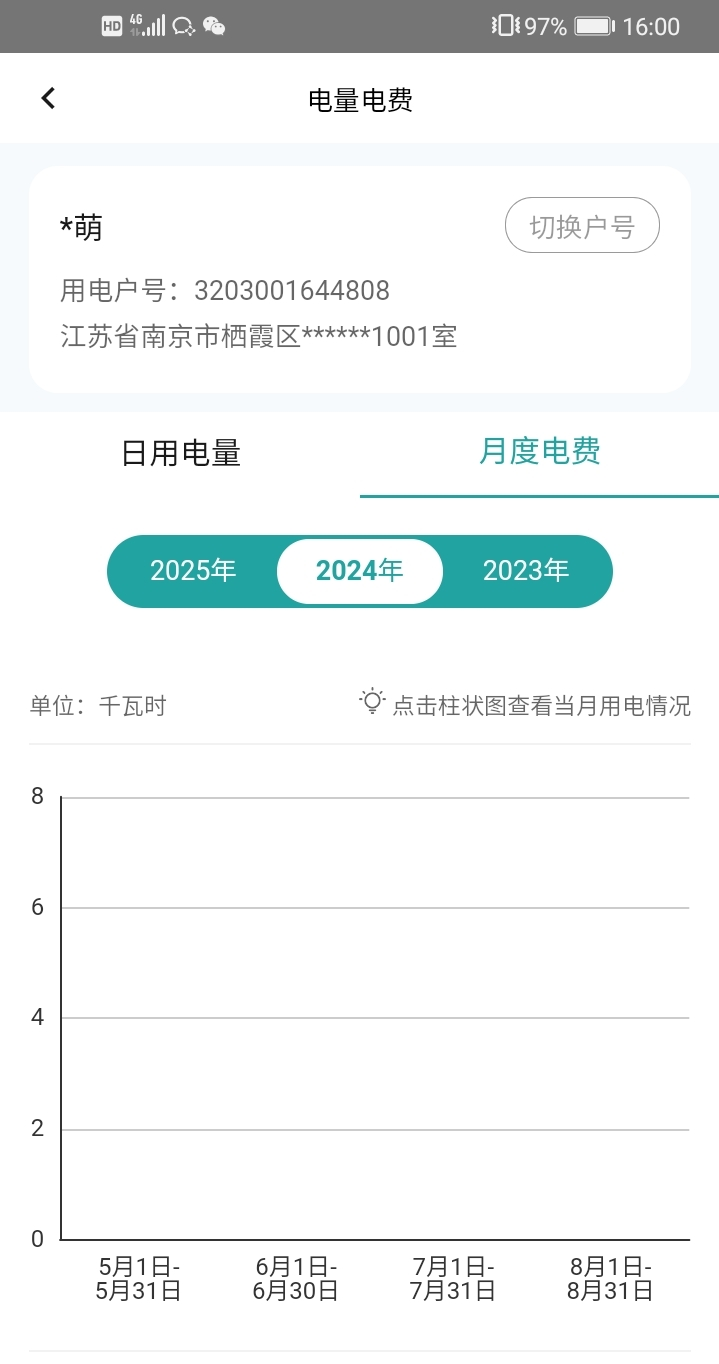 HD 4G 97% 16:00
电量电费
*萌
切换户号
用电户号：3203001644808
江苏省南京市栖霞区******1001室
日用电量
月度电费
2025年
2024年
2023年
单位：千瓦时
点击柱状图查看当月用电情况
8
6
4
2
0
5月1日-
5月31日
6月1日-
6月30日
7月1日-
7月31日
8月1日-
8月31日